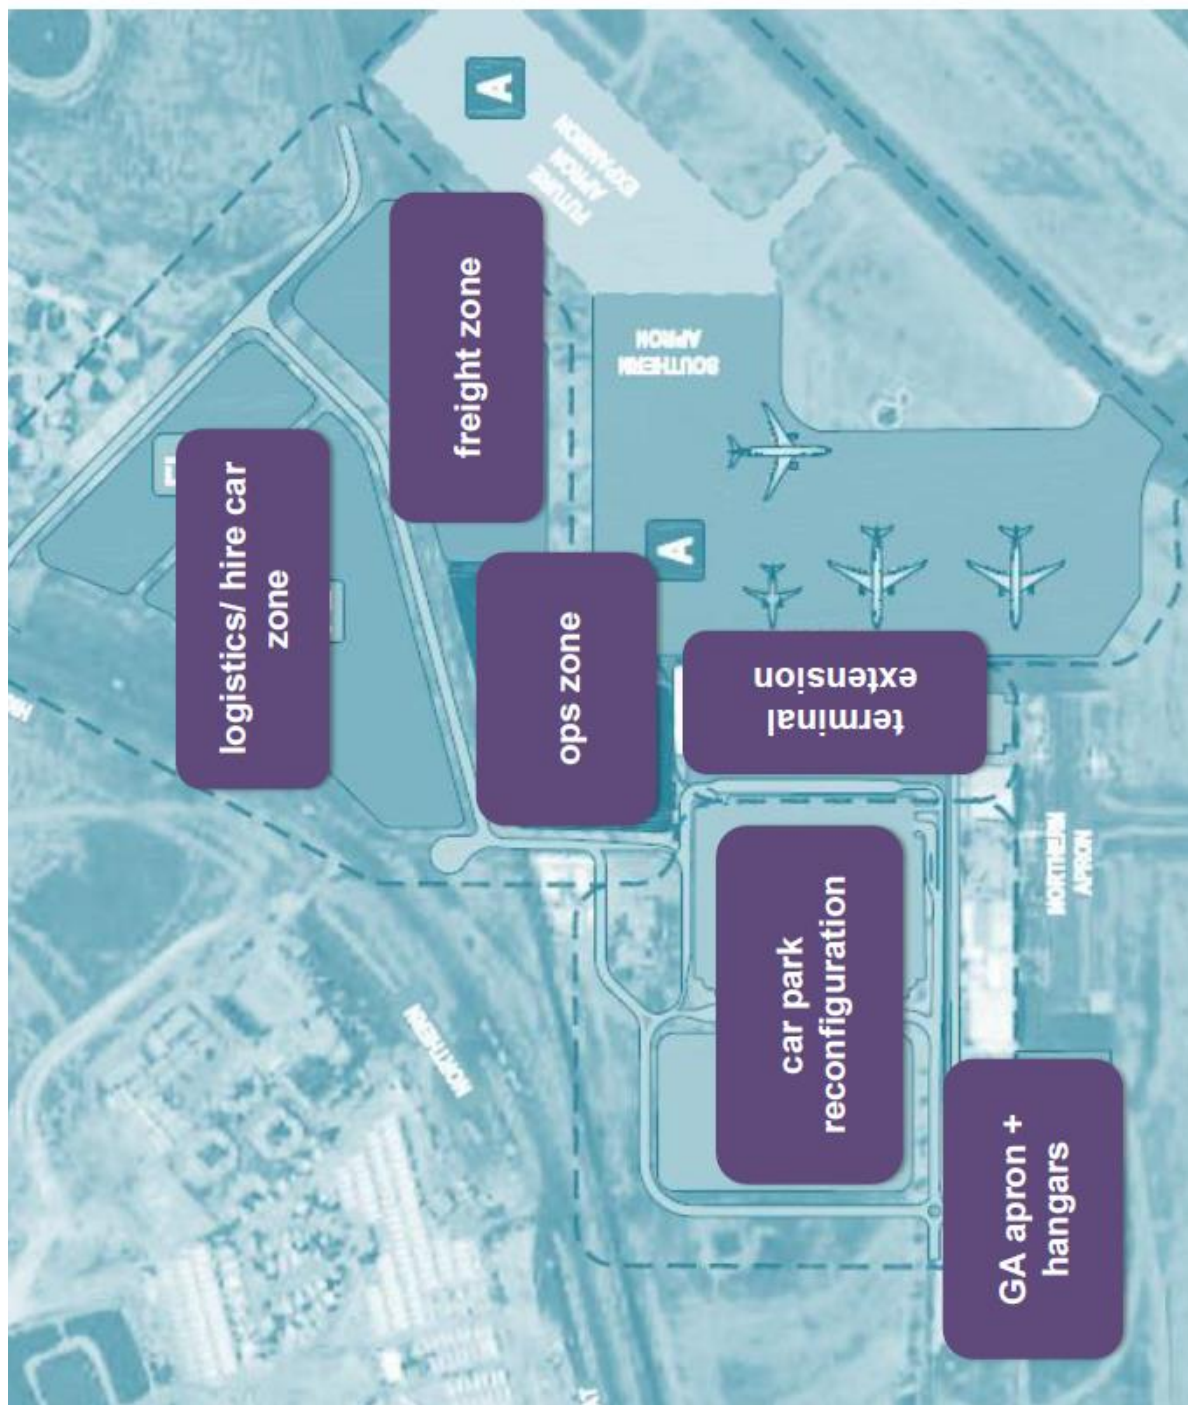 A
FUTURE
APRON
EXPANSION
freight zone
logistics/ hire car
zone
SOUTHERN
APRON
A
ops zone
terminal
extension
car park
reconfiguration
NORTHERN
APRON
NORTHERN
GA apron +
hangars